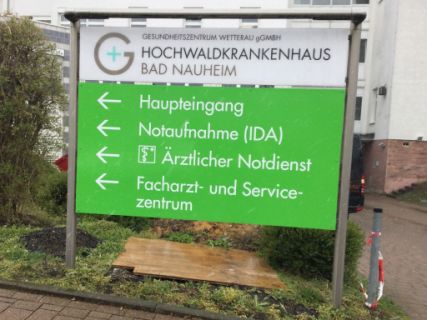 GESUNDHEITSZENTRUM WETTERAU gGMBH
HOCHWALDKRANKENHAUS
BAD NAUHEIM
Haupteingang
Notaufnahme (IDA)
Ärztlicher Notdienst
Facharzt- und Service-
zentrum